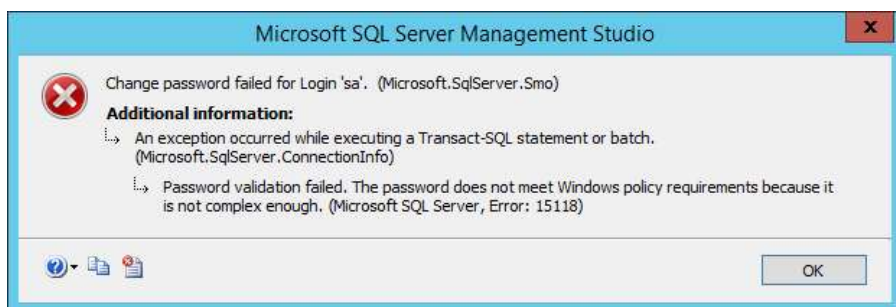 Microsoft SQL Server Management Studio
x
Change password failed for Login 'sa'. (Microsoft.SqlServer.Smo)
Additional information:
An exception occurred while executing a Transact-SQL statement or batch.
(Microsoft.SqlServer.ConnectionInfo)
Password validation failed. The password does not meet Windows policy requirements because it
is not complex enough. (Microsoft SQL Server, Error: 15118)
OK